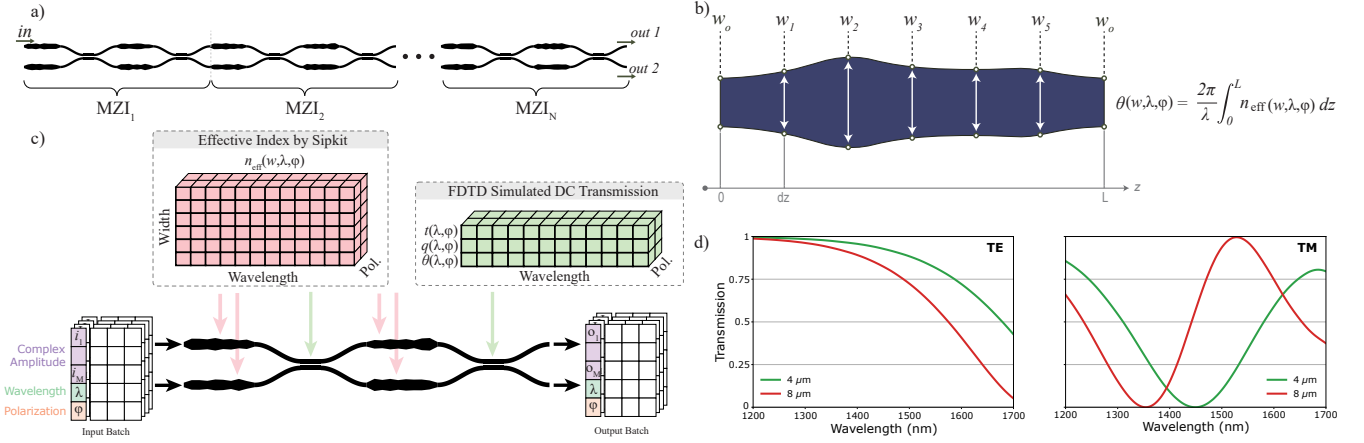 a)
in
out 1
out 2
MZI1
MZI2
MZIN
b)
wo w1 w2 w3 w4 w5 wo
θ(w,λ,φ) = 2π/λ ∫0L neff(w,λ,φ) dz
0 dz L z
c)
Effective Index by Sipkit
neff(w,λ,φ)
Width
Wavelength
Pol.
FDTD Simulated DC Transmission
t(λ,φ)
q(λ,φ)
θ(λ,φ)
Wavelength
Pol.
Complex
Amplitude
Wavelength
Polarization
i1
iM
λ
φ
Input Batch
o1
oM
λ
φ
Output Batch
d)
Transmission
1
0.75
0.5
0.25
0
TE
4 µm
8 µm
1200 1300 1400 1500 1600 1700
Wavelength (nm)
TM
4 µm
8 µm
1200 1300 1400 1500 1600 1700
Wavelength (nm)